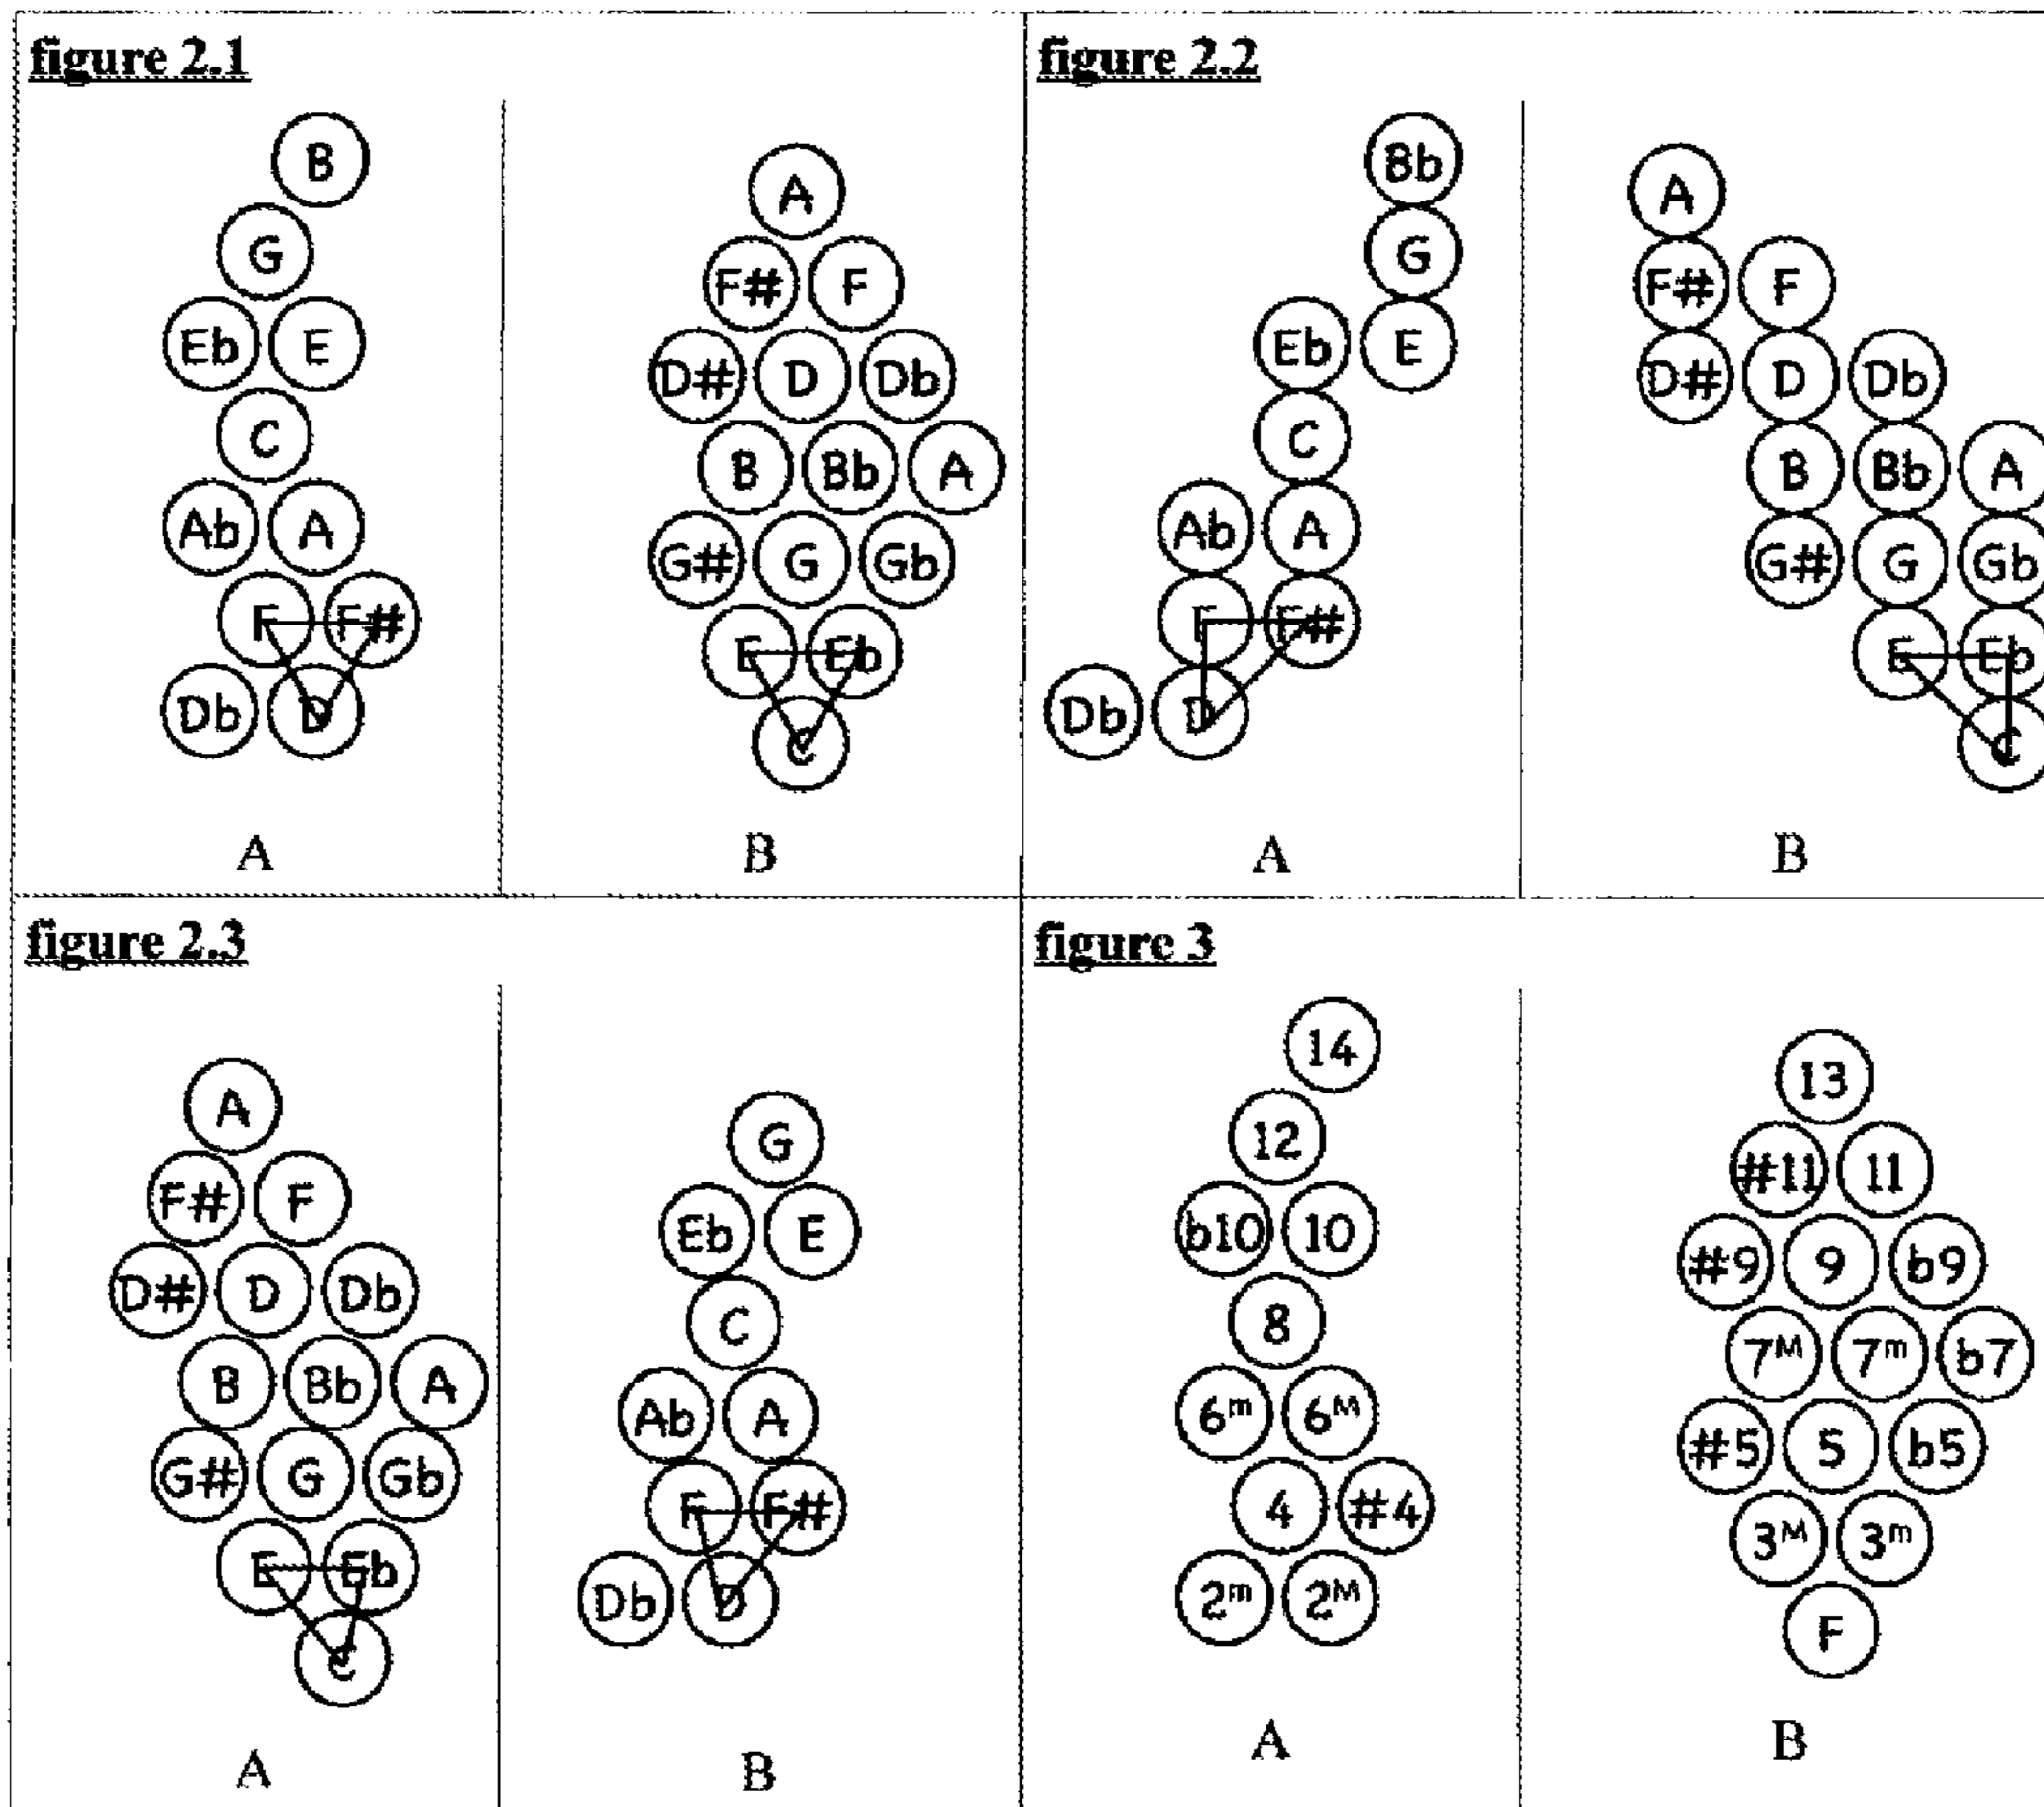 figure 2.1
B
G
Eb E
C
Ab A
F F#
Db D
A
A
F# F
D# D Db
B Bb A
G# G Gb
E Eb
C
B
figure 2.2
Bb
G
Eb E
C
Ab A
F F#
Db D
A
A
F# F
D# D Db
B Bb A
G# G Gb
E Eb
C
B
figure 2.3
A
F# F
D# D Db
B Bb A
G# G Gb
E Eb
C
A
G
Eb E
C
Ab A
F F#
Db D
B
figure 3
14
12
b10 10
8
6m 6M
4 #4
2m 2M
A
13
#11 11
#9 9 b9
7M 7m b7
#5 5 b5
3M 3m
F
B